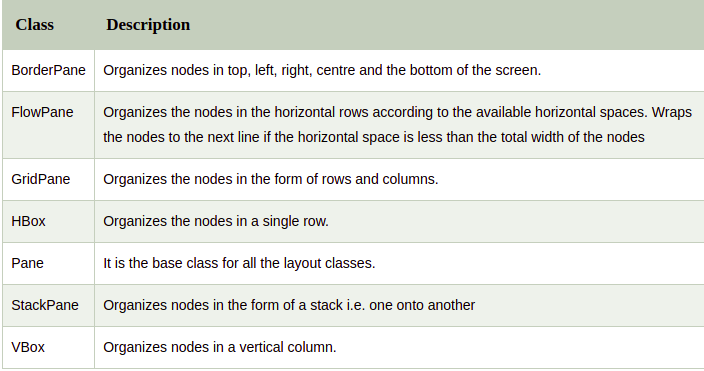 Class Description
BorderPane Organizes nodes in top, left, right, centre and the bottom of the screen.
FlowPane Organizes the nodes in the horizontal rows according to the available horizontal spaces. Wraps
the nodes to the next line if the horizontal space is less than the total width of the nodes
GridPane Organizes the nodes in the form of rows and columns.
HBox Organizes the nodes in a single row.
Pane It is the base class for all the layout classes.
StackPane Organizes nodes in the form of a stack i.e. one onto another
VBox Organizes nodes in a vertical column.